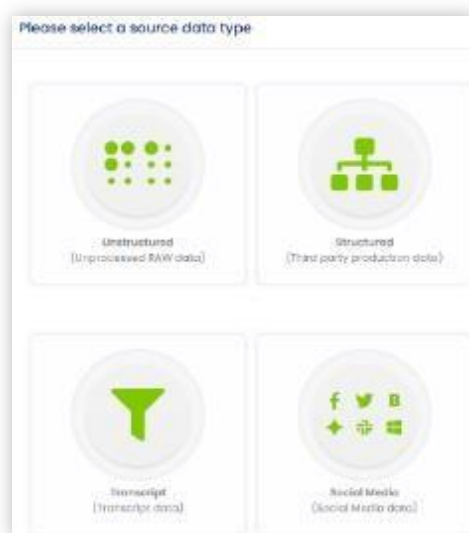 Please select a source data type
Unstructured
(Unprocessed RAW data)
Structured
(Third party production data)
Transcript
(Transcript data)
Social Media
(Social Media data)